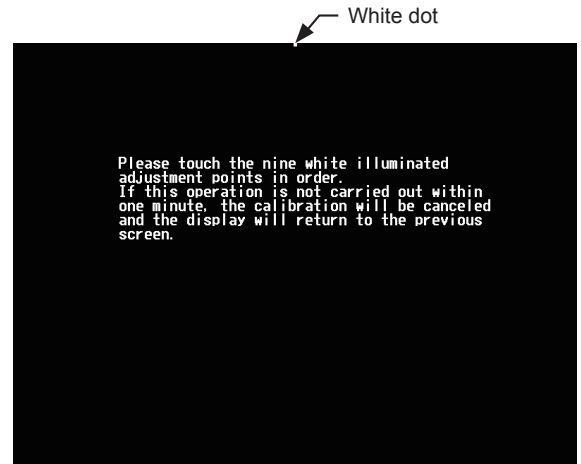 White dot
Please touch the nine white illuminated
adjustment points in order.
If this operation is not carried out within
one minute, the calibration will be canceled
and the display will return to the previous
screen.